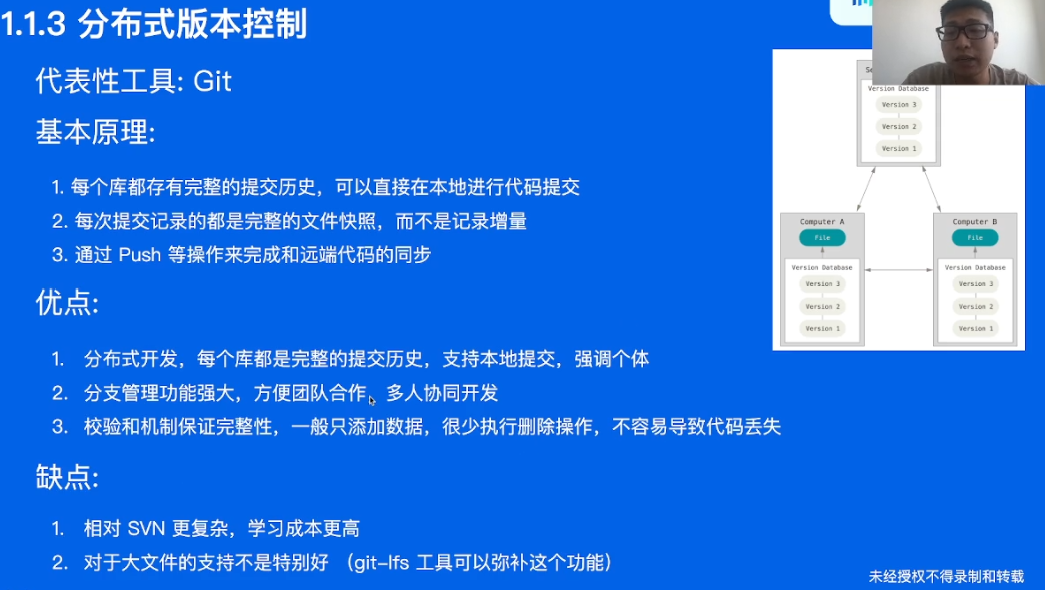 1.1.3 分布式版本控制
代表性工具: Git
基本原理:
1. 每个库都存有完整的提交历史，可以直接在本地进行代码提交
2. 每次提交记录的都是完整的文件快照，而不是记录增量
3. 通过 Push 等操作来完成和远端代码的同步
优点:
1. 分布式开发，每个库都是完整的提交历史，支持本地提交，强调个体
2. 分支管理功能强大，方便团队合作，多人协同开发
3. 校验和机制保证完整性，一般只添加数据，很少执行删除操作，不容易导致代码丢失
缺点:
1. 相对 SVN 更复杂，学习成本更高
2. 对于大文件的支持不是特别好 （git-lfs 工具可以弥补这个功能）
Version Database
Version 3
Version 2
Version 1
Computer A
File
Version Database
Version 3
Version 2
Version 1
Computer B
File
Version Database
Version 3
Version 2
Version 1
未经授权不得录制和转载